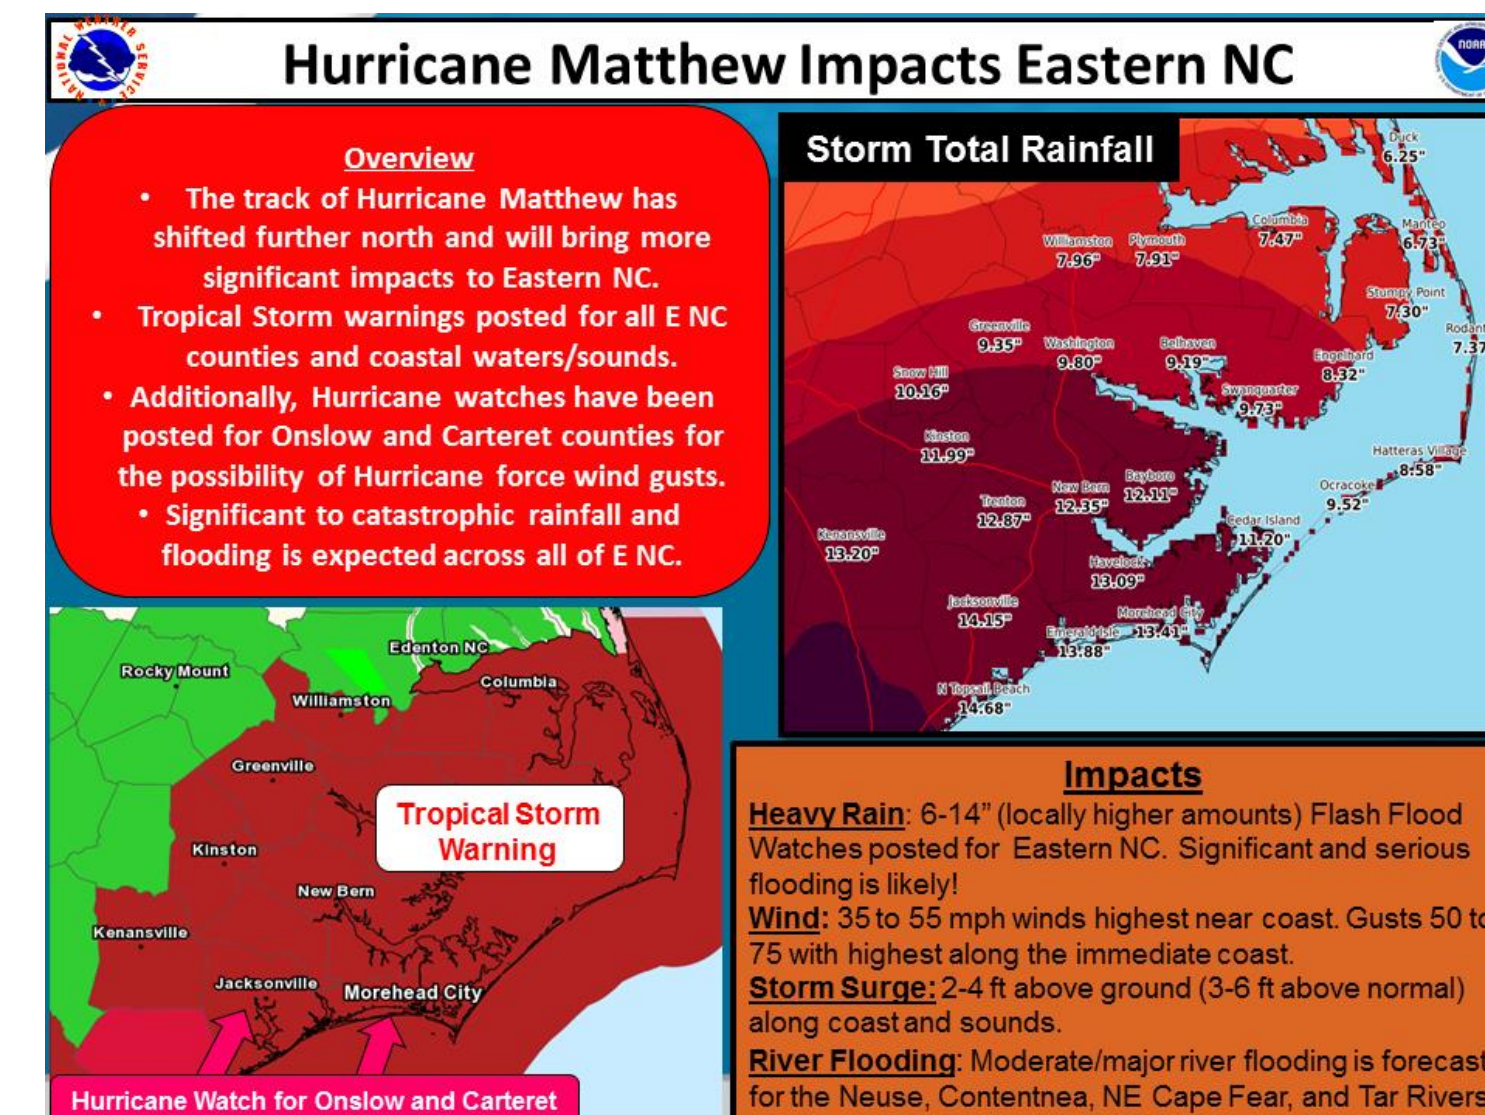 NATIONAL WEATHER SERVICE
Hurricane Matthew Impacts Eastern NC
Overview
• The track of Hurricane Matthew has
shifted further north and will bring more
significant impacts to Eastern NC.
• Tropical Storm warnings posted for all E NC
counties and coastal waters/sounds.
• Additionally, Hurricane watches have been
posted for Onslow and Carteret counties for
the possibility of Hurricane force wind gusts.
• Significant to catastrophic rainfall and
flooding is expected across all of E NC.
Storm Total Rainfall
Duck
6.25"
Columbia
7.47"
Manteo
6.73"
Williamston
7.96"
Plymouth
7.91"
Stumpy Point
7.30"
7.37
Greenville
9.35"
Washington
9.80"
Belhaven
9.19"
Engelhard
8.32"
Snow Hill
10.16"
Swanquarter
9.73"
Kinston
11.99"
Hatteras Village
8.58"
Bayboro
12.11"
New Bern
12.35"
Ocracoke
9.52"
Trenton
12.87"
Cedar Island
11.20"
Kenansville
13.20"
Havelock
13.09"
Jacksonville
14.15"
Morehead City
13.41"
Emerald Isle
13.88"
N Topsail Beach
14.68"
Edenton NC
Rocky Mount
Columbia
Williamston
Greenville
Tropical Storm
Warning
Kinston
New Bern
Kenansville
Jacksonville
Morehead City
Hurricane Watch for Onslow and Carteret
Impacts
Heavy Rain: 6-14” (locally higher amounts) Flash Flood
Watches posted for Eastern NC. Significant and serious
flooding is likely!
Wind: 35 to 55 mph winds highest near coast. Gusts 50 to
75 with highest along the immediate coast.
Storm Surge: 2-4 ft above ground (3-6 ft above normal)
along coast and sounds.
River Flooding: Moderate/major river flooding is forecast
for the Neuse, Contentnea, NE Cape Fear, and Tar Rivers